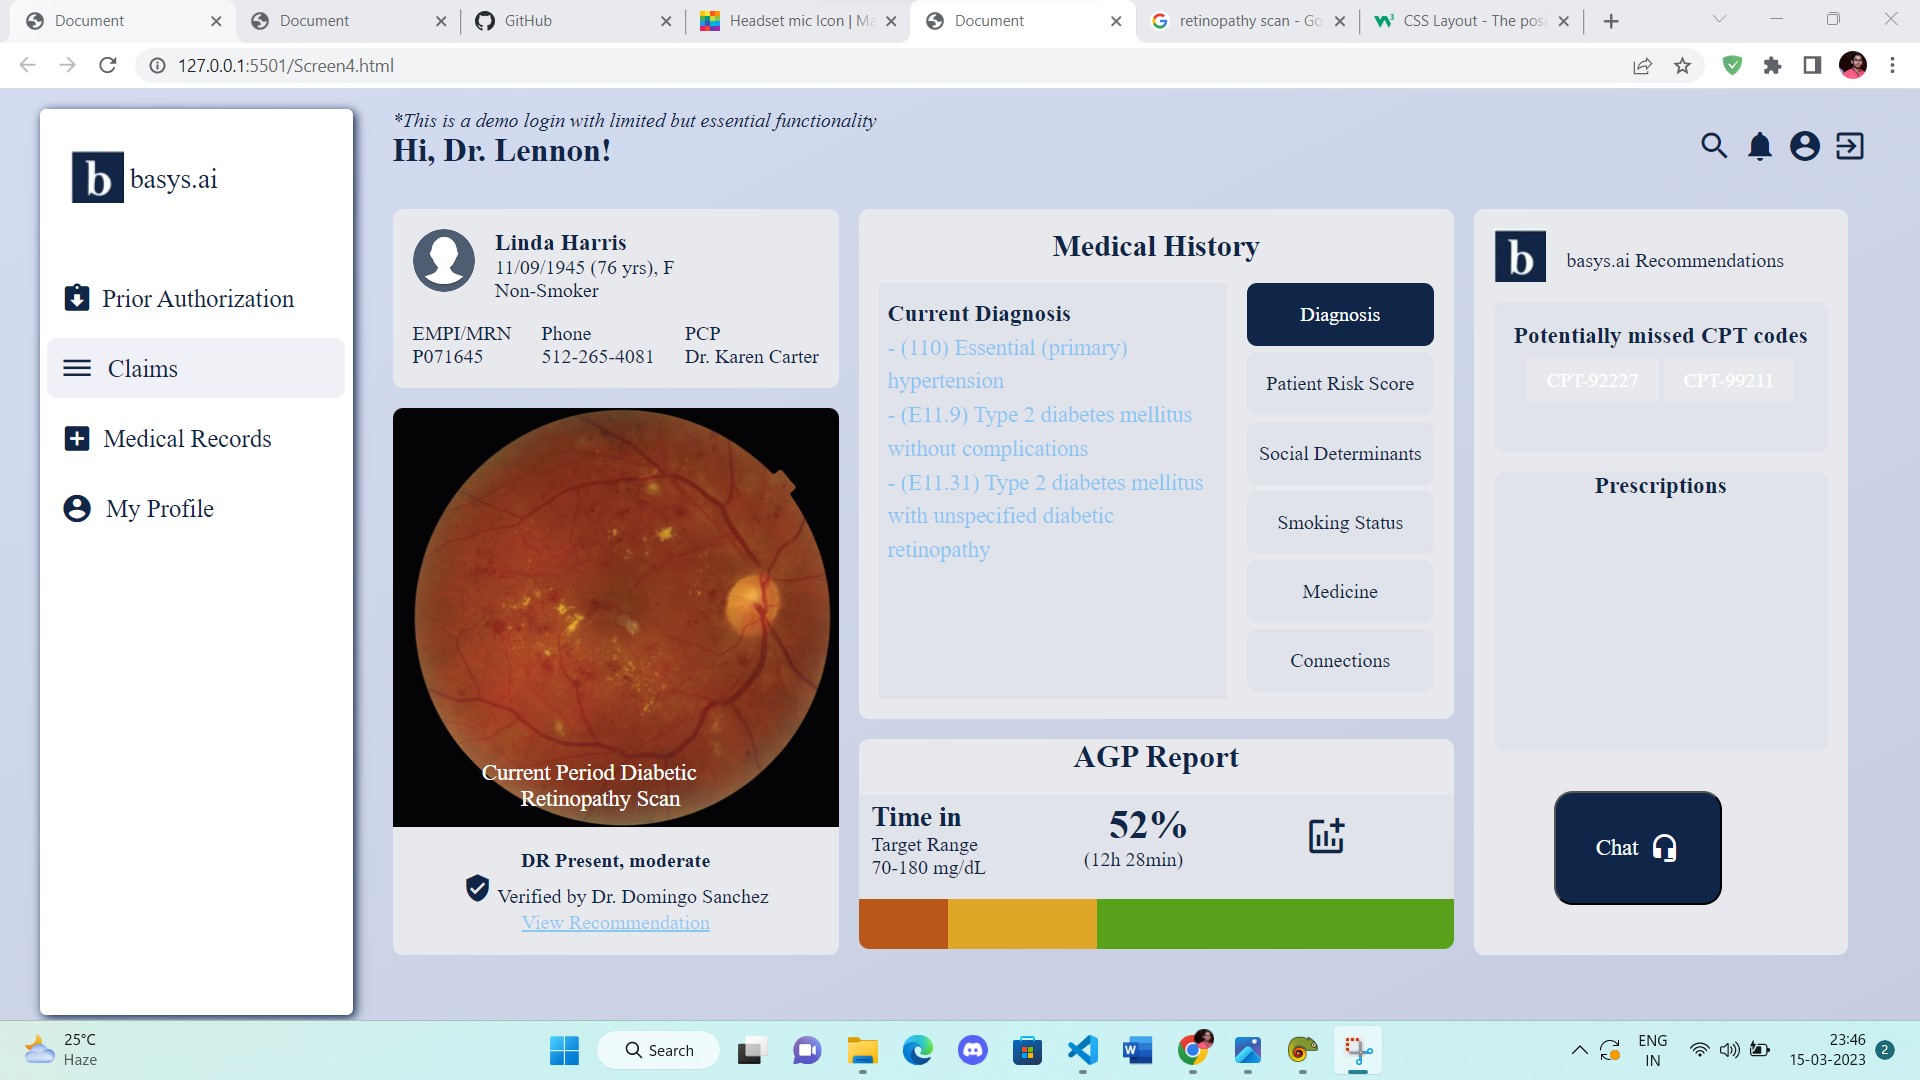 Document
Document
GitHub
Headset mic Icon | Ma
Document
retinopathy scan - Go
CSS Layout - The posi
127.0.0.1:5501/Screen4.html
*This is a demo login with limited but essential functionality
Hi, Dr. Lennon!
b basys.ai
Prior Authorization
Claims
Medical Records
My Profile
Linda Harris
11/09/1945 (76 yrs), F
Non-Smoker
EMPI/MRN Phone PCP
P071645 512-265-4081 Dr. Karen Carter
Current Period Diabetic
Retinopathy Scan
DR Present, moderate
Verified by Dr. Domingo Sanchez
View Recommendation
Medical History
Current Diagnosis
- (110) Essential (primary)
hypertension
- (E11.9) Type 2 diabetes mellitus
without complications
- (E11.31) Type 2 diabetes mellitus
with unspecified diabetic
retinopathy
Diagnosis
Patient Risk Score
Social Determinants
Smoking Status
Medicine
Connections
AGP Report
Time in
Target Range
70-180 mg/dL
52%
(12h 28min)
b basys.ai Recommendations
Potentially missed CPT codes
CPT-92227 CPT-99211
Prescriptions
Chat
25°C
Haze
Search
ENG
IN
23:46
15-03-2023
2